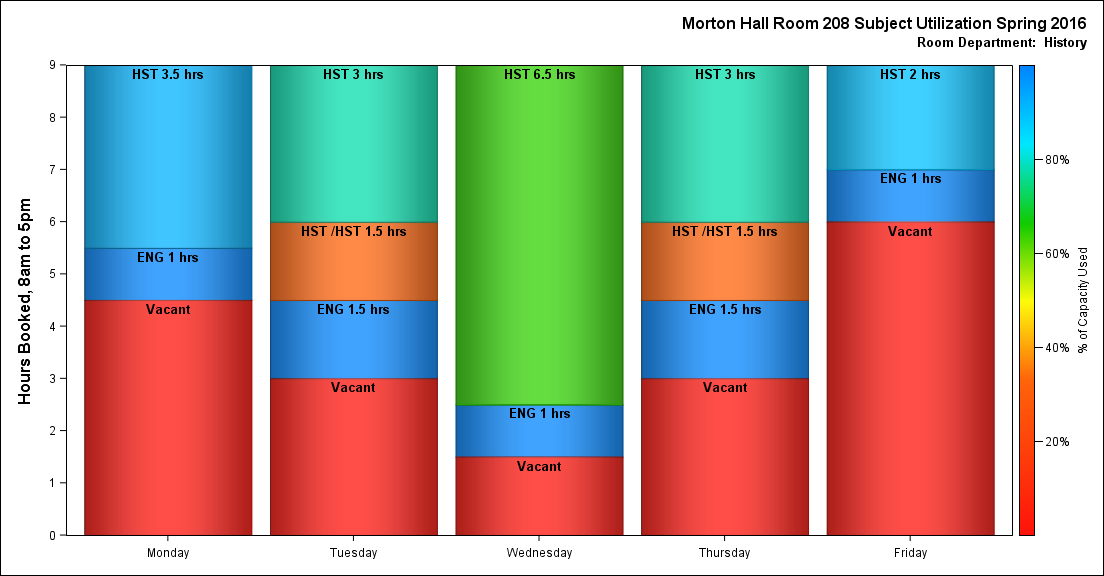 Morton Hall Room 208 Subject Utilization Spring 2016
Room Department:  History
Hours Booked, 8am to 5pm
9
8
7
6
5
4
3
2
1
0
HST 3.5 hrs
ENG 1 hrs
Vacant
HST 3 hrs
HST /HST 1.5 hrs
ENG 1.5 hrs
Vacant
HST 6.5 hrs
ENG 1 hrs
Vacant
HST 3 hrs
HST /HST 1.5 hrs
ENG 1.5 hrs
Vacant
HST 2 hrs
ENG 1 hrs
Vacant
Monday
Tuesday
Wednesday
Thursday
Friday
80%
60%
40%
20%
% of Capacity Used